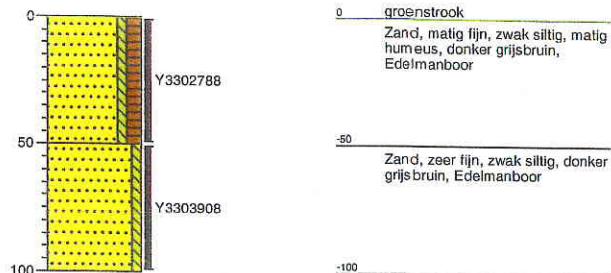 0
Y3302788
50
Y3303908
100
0 groenstrook
Zand, matig fijn, zwak siltig, matig
humeus, donker grijsbruin,
Edelmanboor
-50
Zand, zeer fijn, zwak siltig, donker
grijsbruin, Edelmanboor
-100